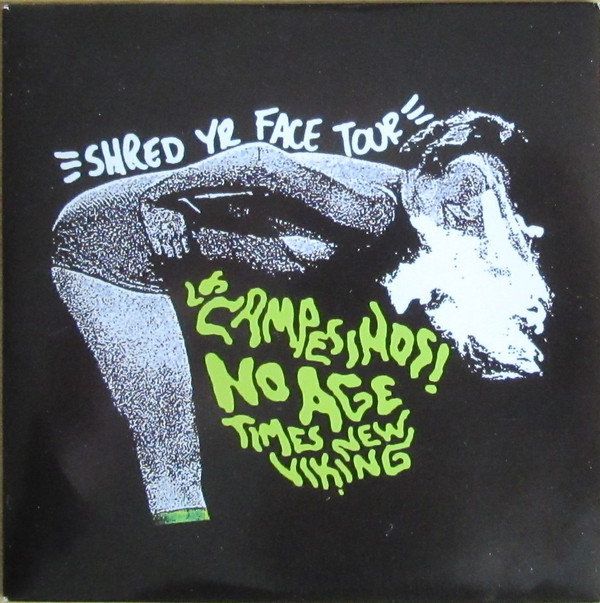 SHRED YR FACE TOUR
LOS
CAMPESINOS!
NO AGE
TIMES NEW
VIKING